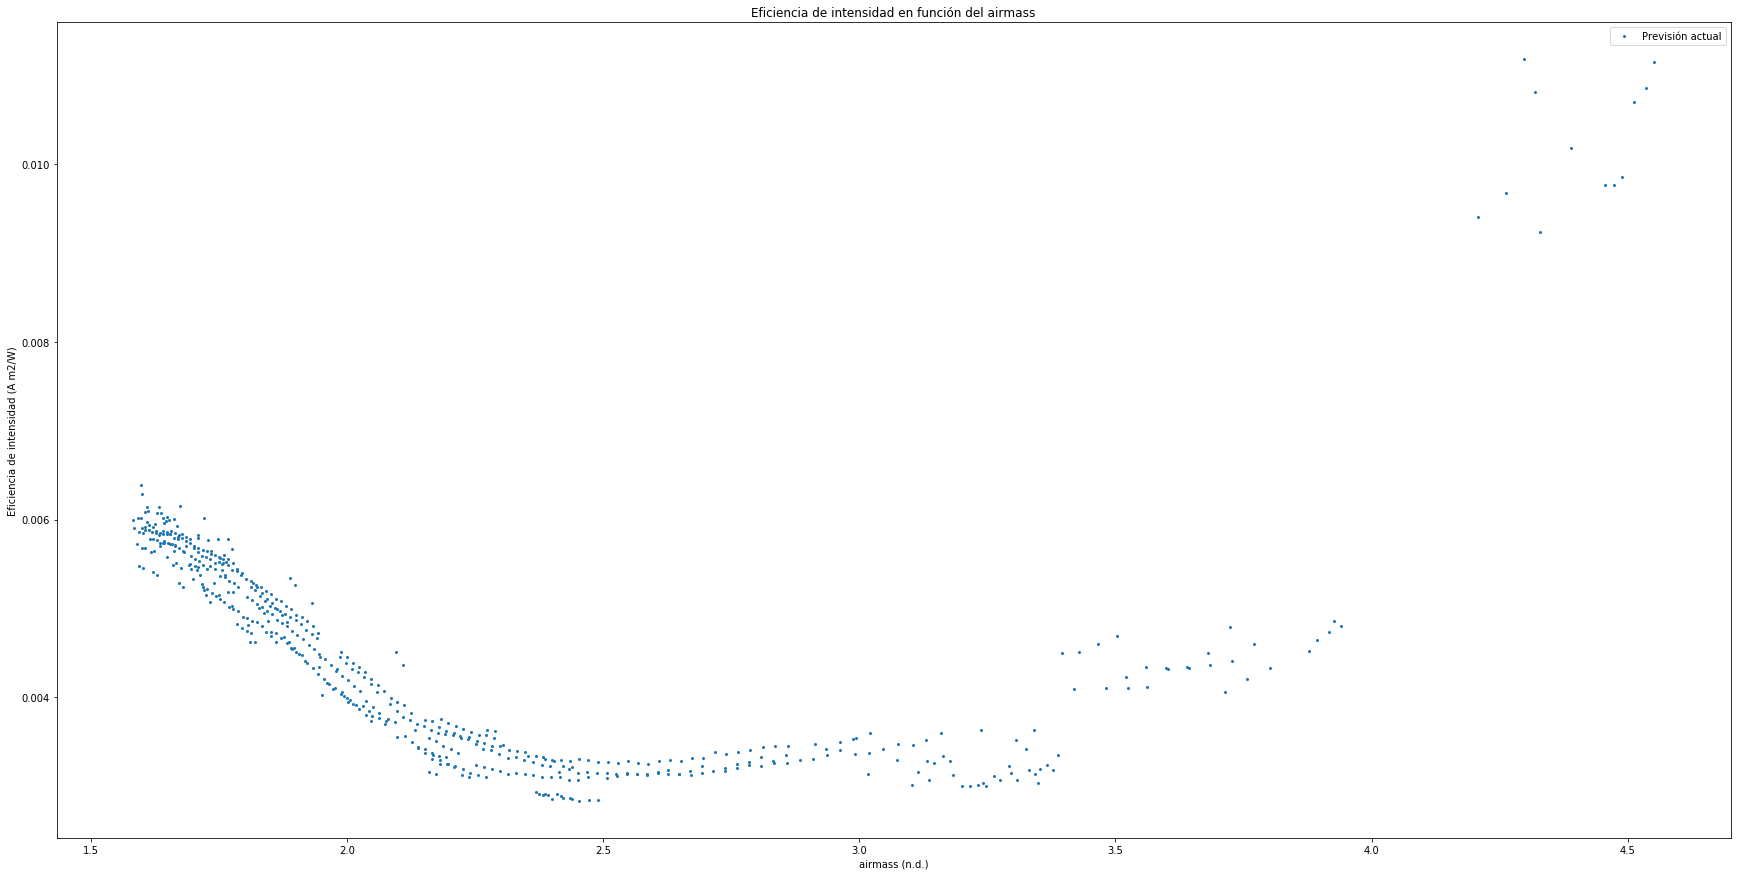 Eficiencia de intensidad en función del airmass
Previsión actual
Eficiencia de intensidad (A m2/W)
0.010
0.008
0.006
0.004
1.5 2.0 2.5 3.0 3.5 4.0 4.5
airmass (n.d.)